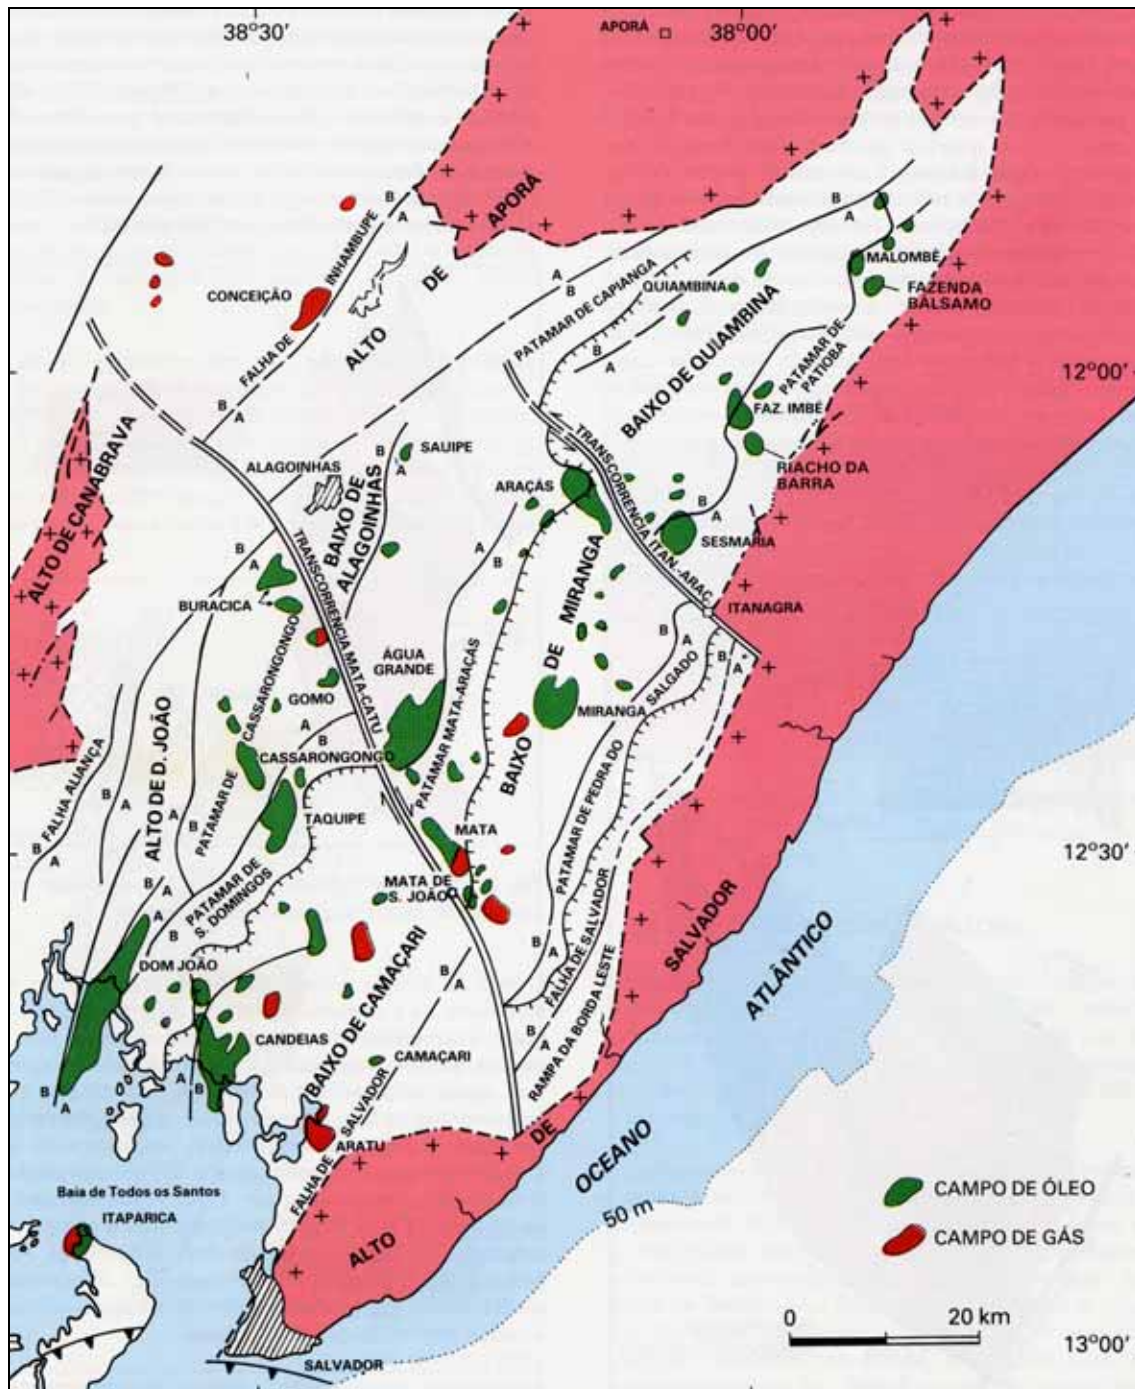 38°30'
APORÁ
38°00'
APORÁ
B
A
INHAMBUPE
CONCEIÇÃO
DE
ALTO
FALHA DE
B
A
A
B
PATAMAR DE CAPIANGA
QUIAMBINA
B
A
MALOMBÊ
FAZENDA
BÁLSAMO
BAIXO DE QUIAMBINA
B
A
PATAMAR DE
PATIOBA
12°00'
FAZ. IMBÉ
RIACHO DA
BARRA
ALTO DE CANABRAVA
ALAGOINHAS
BAIXO DE
ALAGOINHAS
B
A
SAUIPE
TRANSCORRÊNCIA ITAN.-ARAC.
ARAÇÁS
B
A
SESMARIA
ITANAGRA
B
A
BURACICA
TRANSCORRÊNCIA MATA-CATU
A
B
BAIXO
DE
MIRANGA
B
A
B
A
SALGADO
CASSARONGONGO
GOMO
ÁGUA
GRANDE
PATAMAR MATA-ARAÇÁS
MIRANGA
A
B
CASSARONGONGO
FALHA ALIANÇA
B
A
ALTO DE D. JOÃO
PATAMAR DE
B
A
TAQUIPE
MATA
PATAMAR DE PEDRA DO
12°30'
B
A
B
A
MATA DE
S. JOÃO
PATAMAR DE
S. DOMINGOS
A
B
DOM JOÃO
BAIXO DE CAMAÇARI
A
B
B
A
FALHA DE SALVADOR
SALVADOR
CANDEIAS
CAMAÇARI
B
A
RAMPA DA BORDA LESTE
B
A
A
B
A
ARATU
FALHA DE
SALVADOR
DE
ALTO
OCEANO
ATLÂNTICO
50 m
Baia de Todos os Santos
ITAPARICA
CAMPO DE ÓLEO
CAMPO DE GÁS
0
20 km
SALVADOR
13°00'